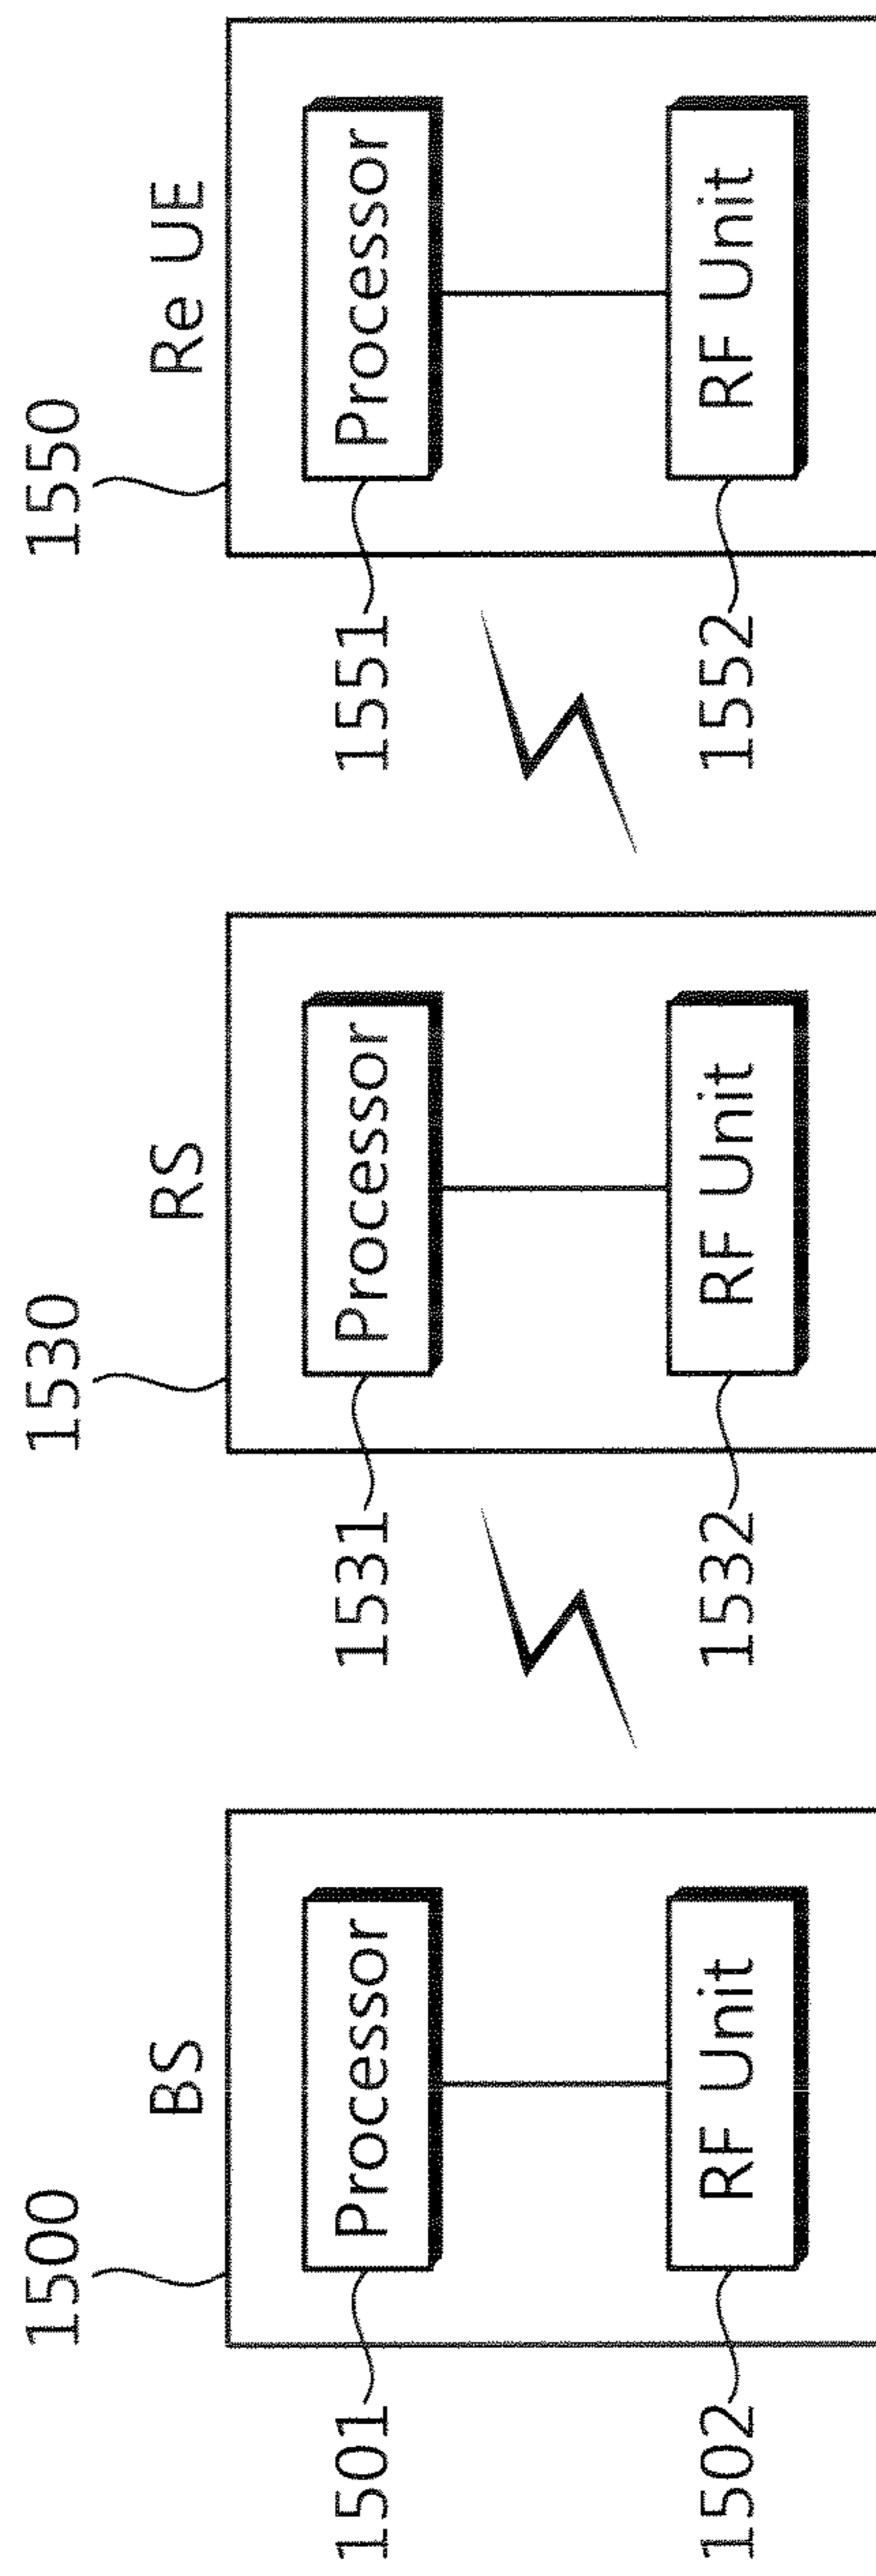 1500
BS
1501
Processor
1502
RF Unit
1530
RS
1531
Processor
1532
RF Unit
1550
Re UE
1551
Processor
1552
RF Unit